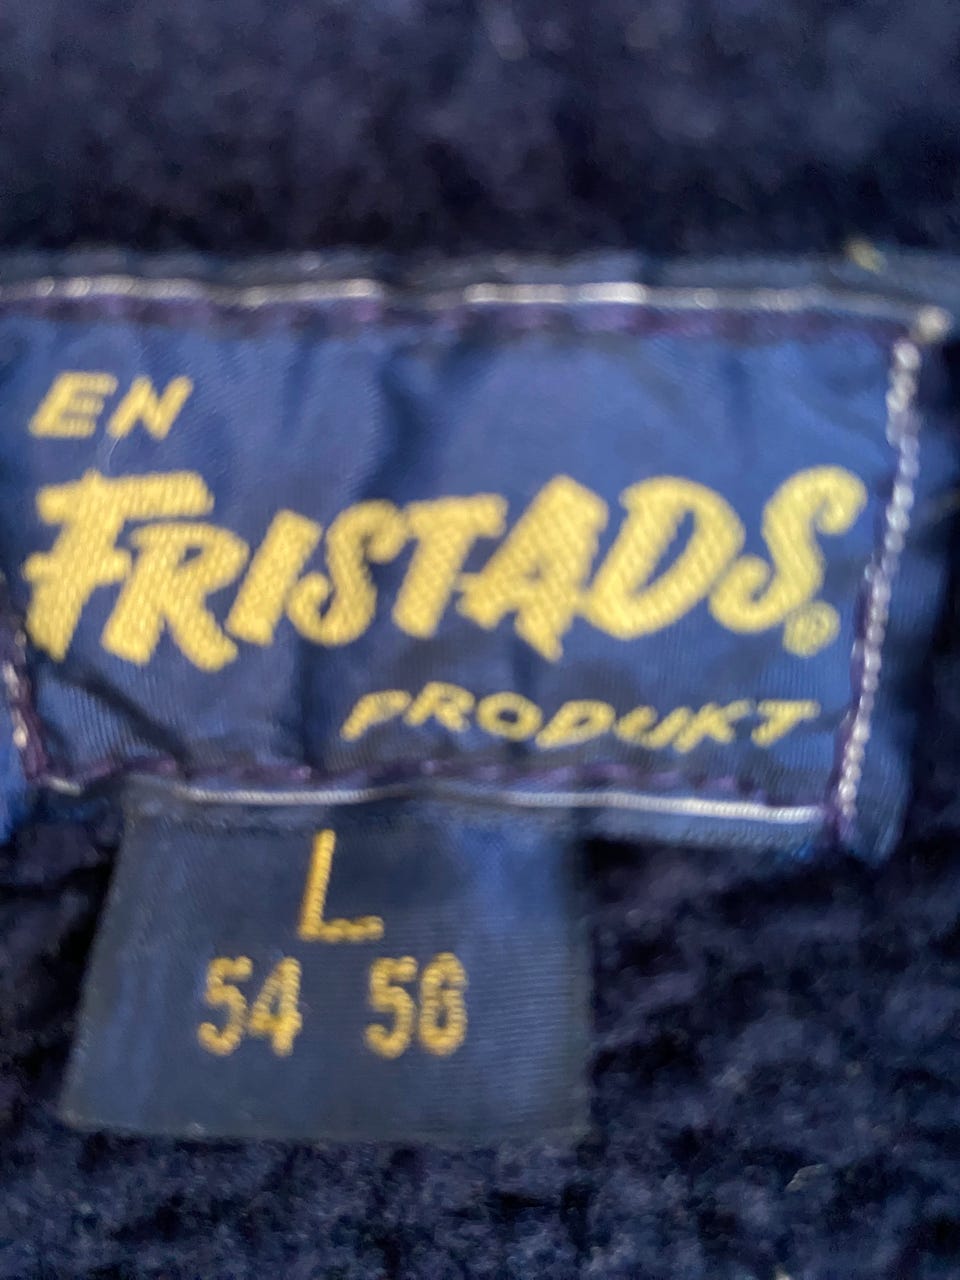 EN
FRISTADS®
PRODUKT
L
54 56